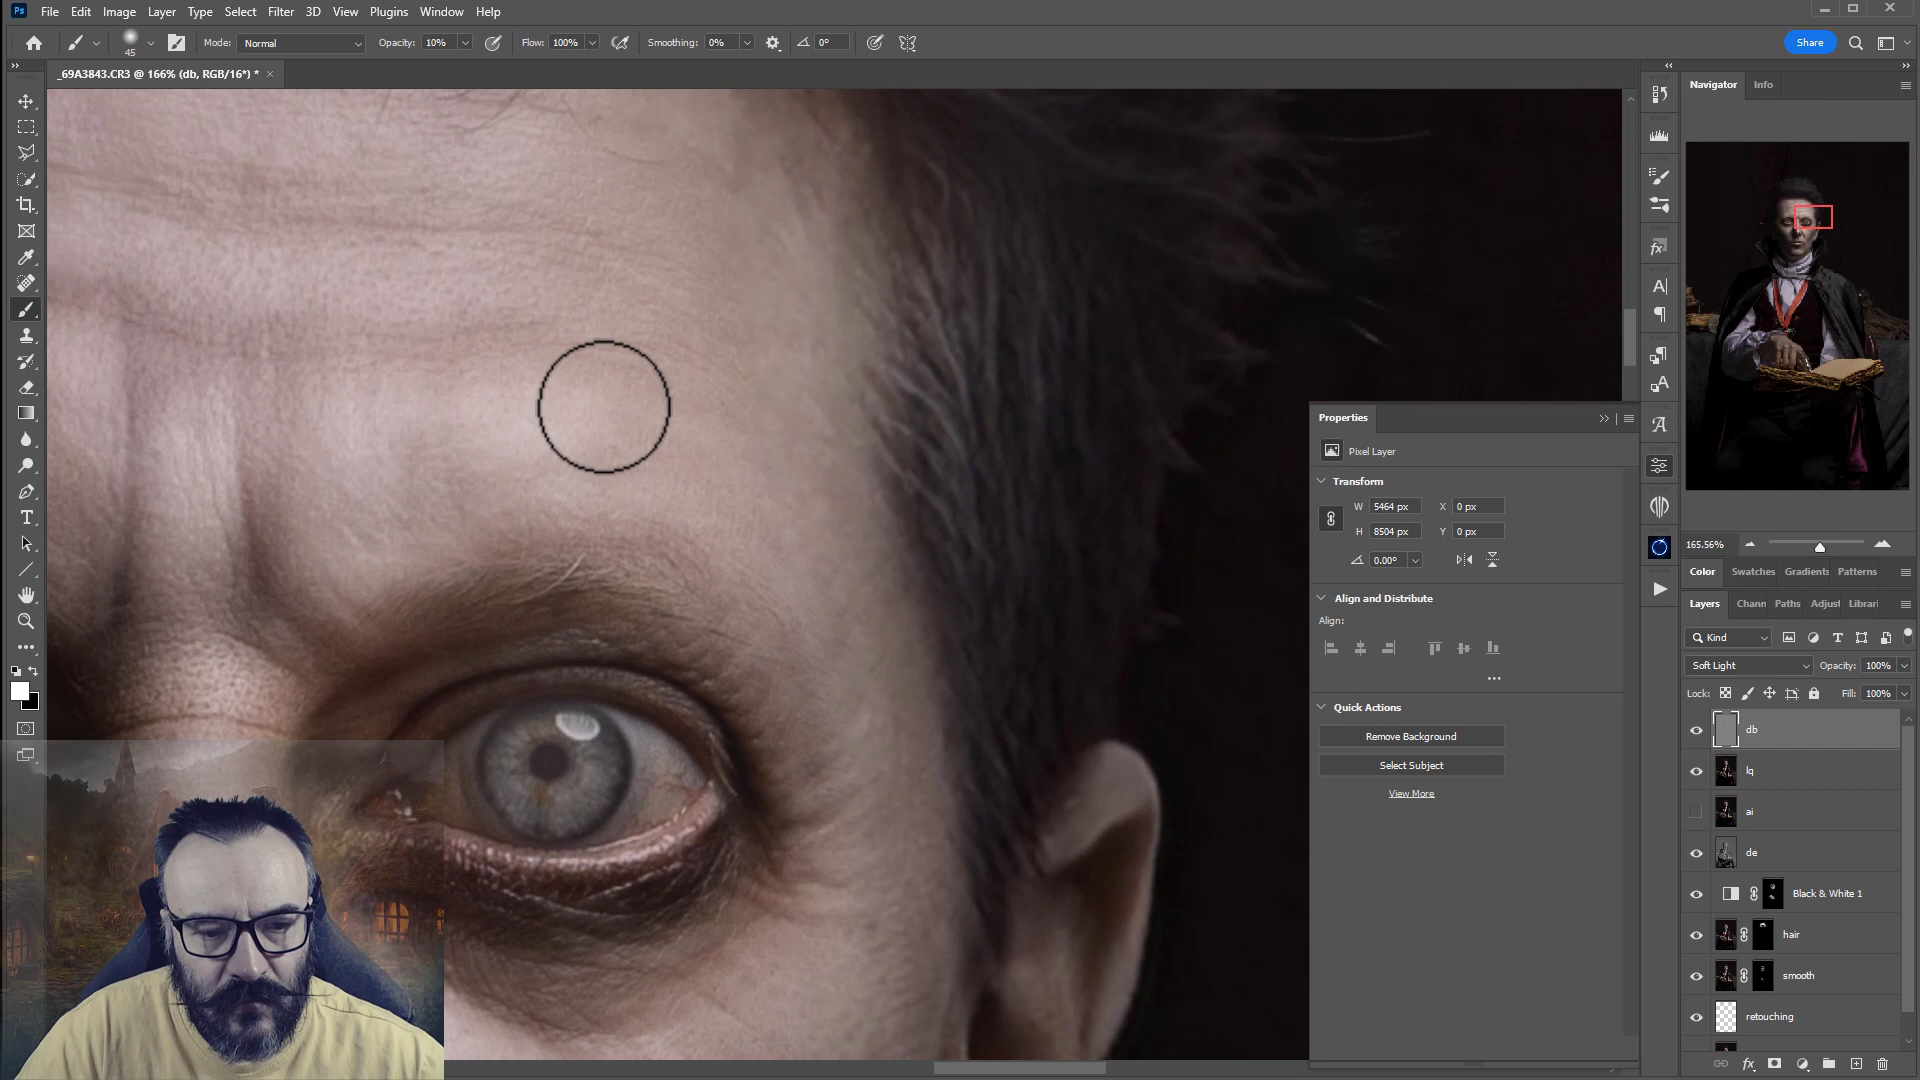 Ps File Edit Image Layer Type Select Filter 3D View Plugins Window Help
45 Mode: Normal Opacity: 10% Flow: 100% Smoothing: 0% 0° Share
_69A3843.CR3 @ 166% (db, RGB/16*) *
Navigator Info
165.56%
Color Swatches Gradients Patterns
Layers Chann Paths Adjust Librari
Kind
Soft Light Opacity: 100%
Lock: Fill: 100%
db
lq
ai
de
Black & White 1
hair
smooth
retouching
Properties
Pixel Layer
Transform
W 5464 px X 0 px
H 8504 px Y 0 px
0.00°
Align and Distribute
Align:
Quick Actions
Remove Background
Select Subject
View More